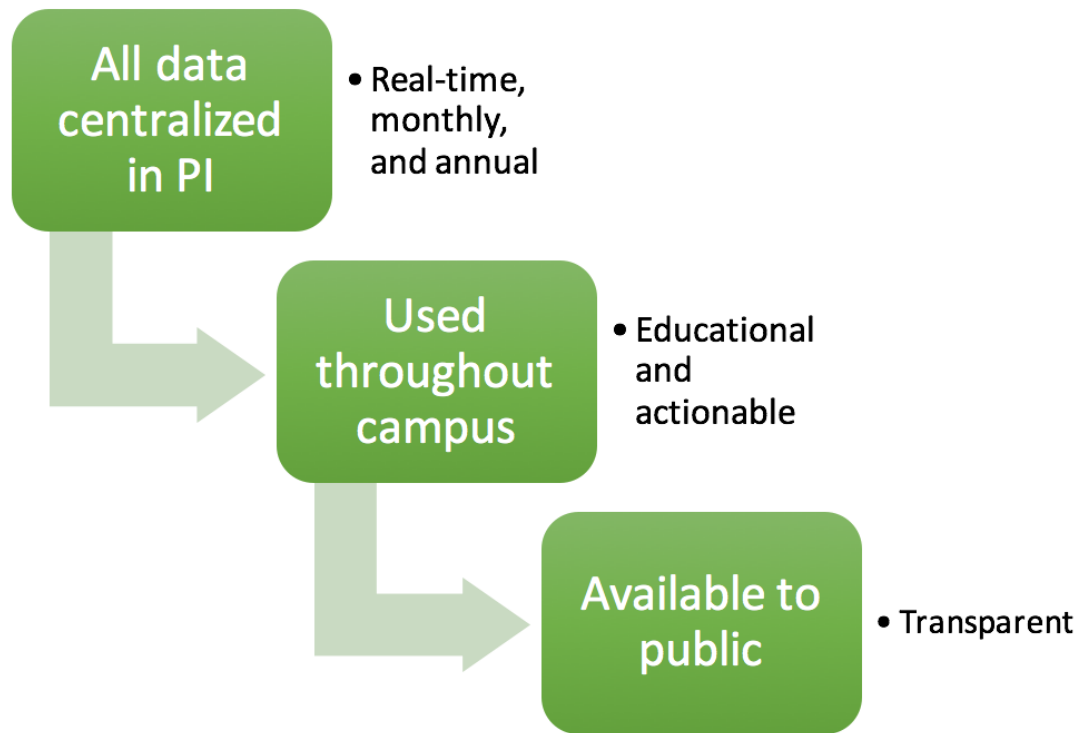 All data
centralized
in PI
• Real-time,
monthly,
and annual
Used
throughout
campus
• Educational
and
actionable
Available to
public
• Transparent